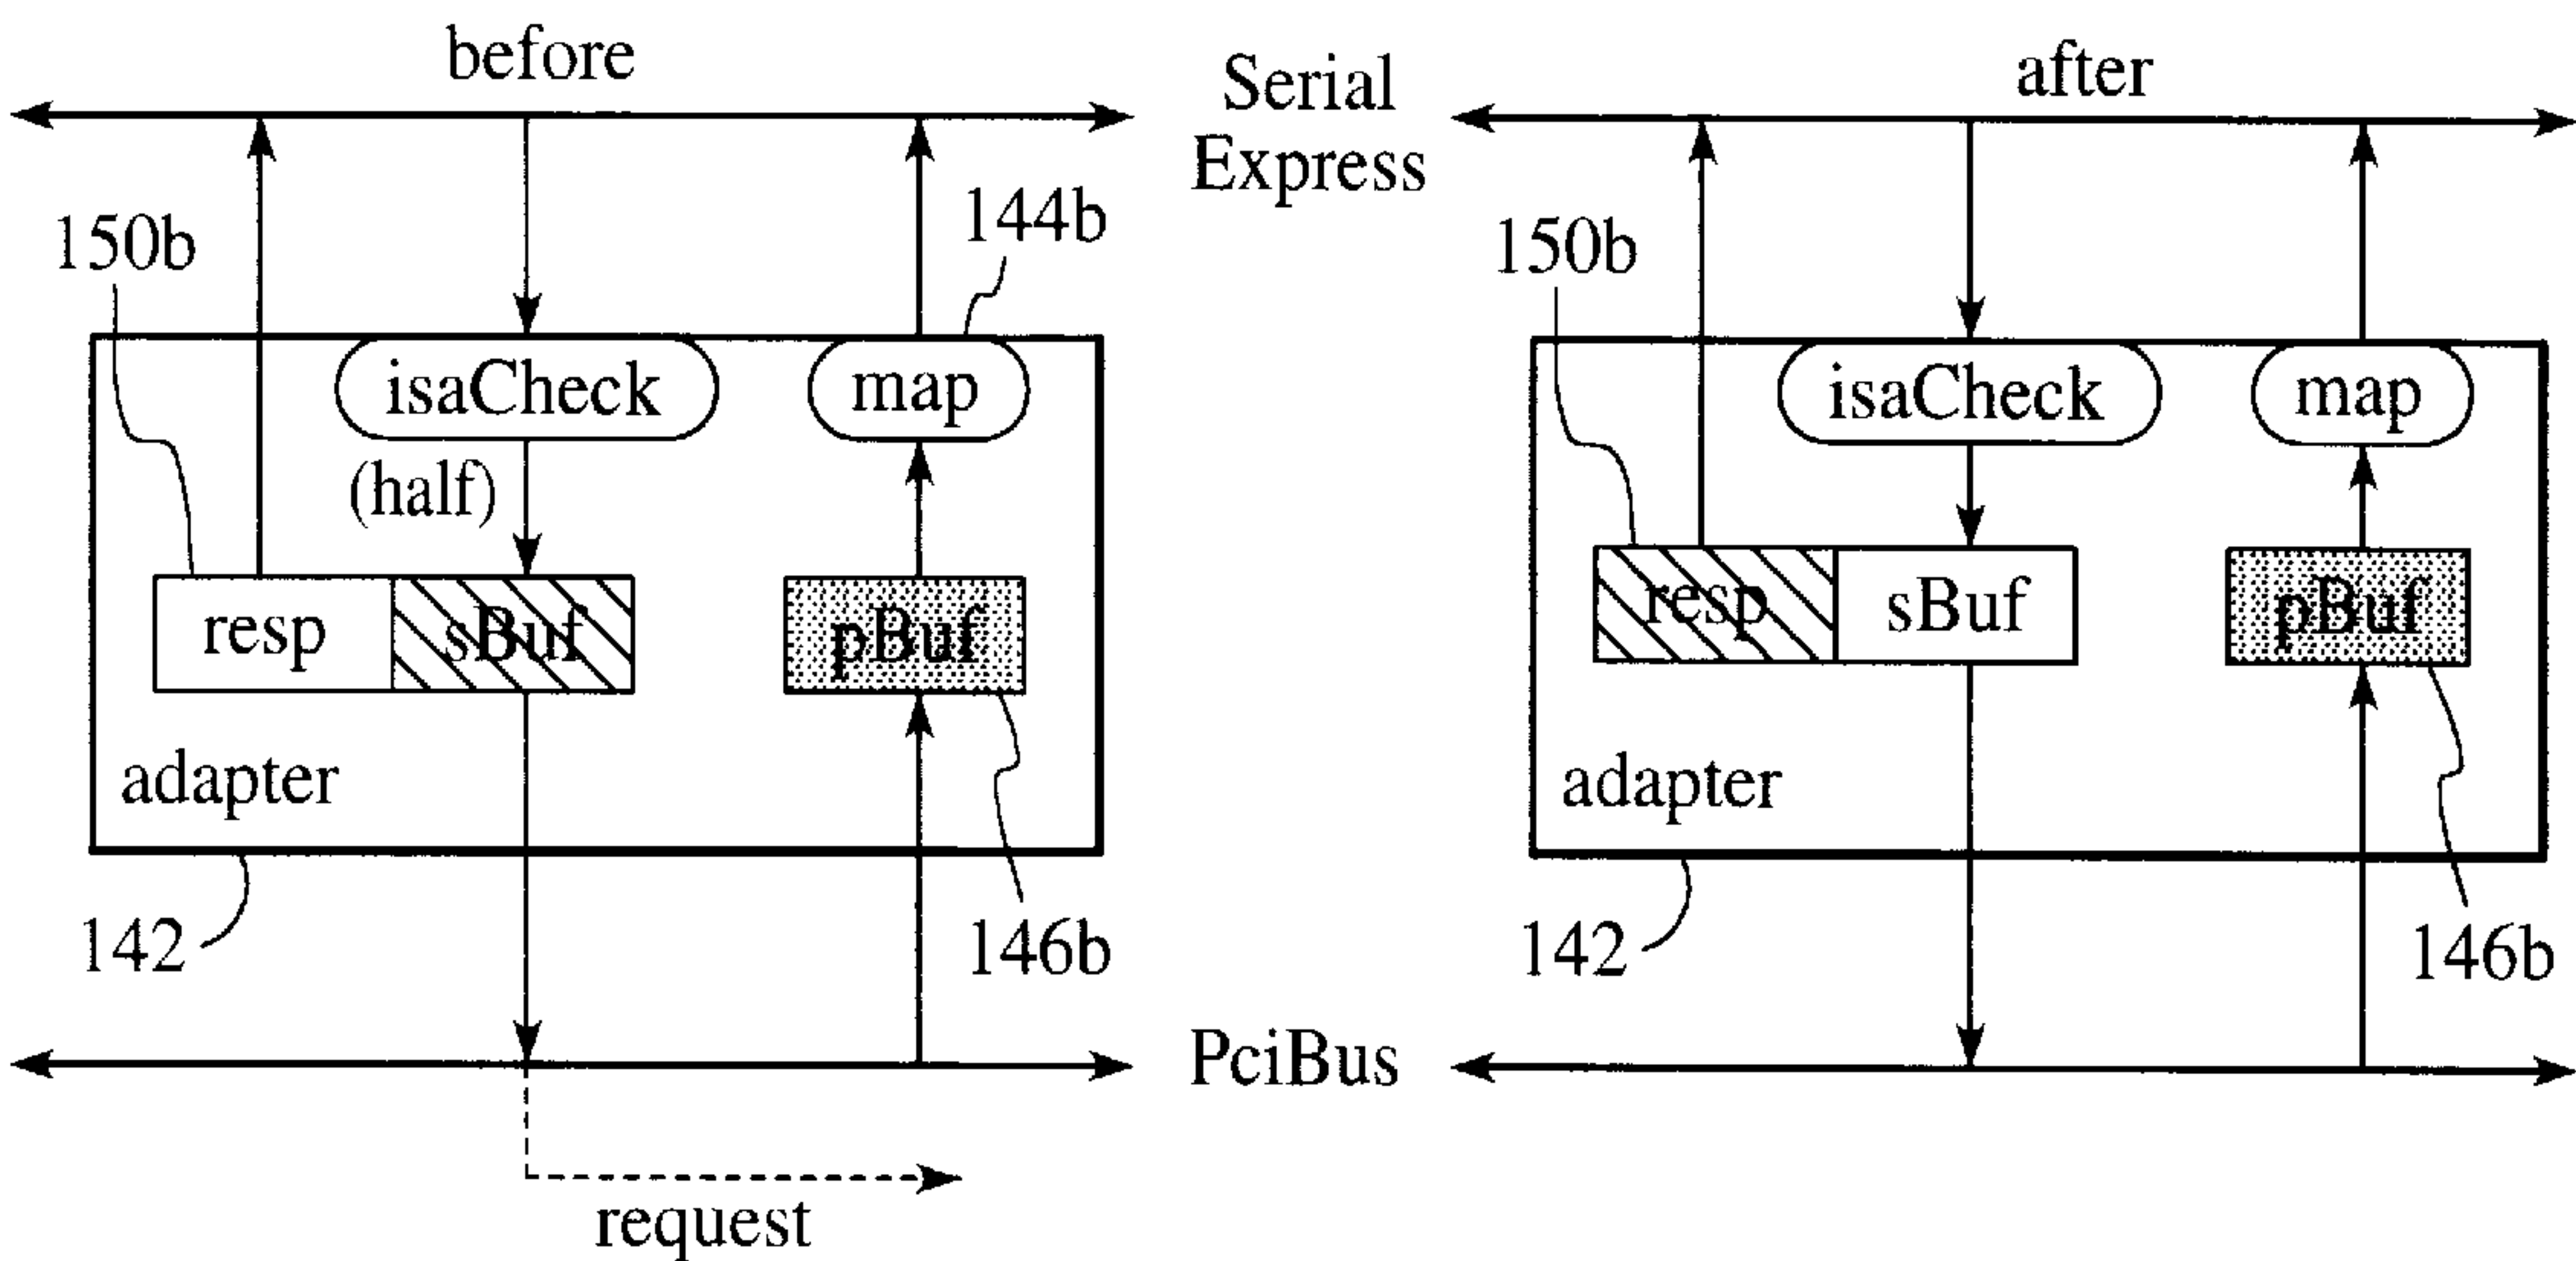 before
Serial
Express
after
150b
144b
150b
isaCheck
map
isaCheck
map
(half)
resp
sBuf
pBuf
resp
sBuf
pBuf
adapter
adapter
142
146b
142
146b
PciBus
request